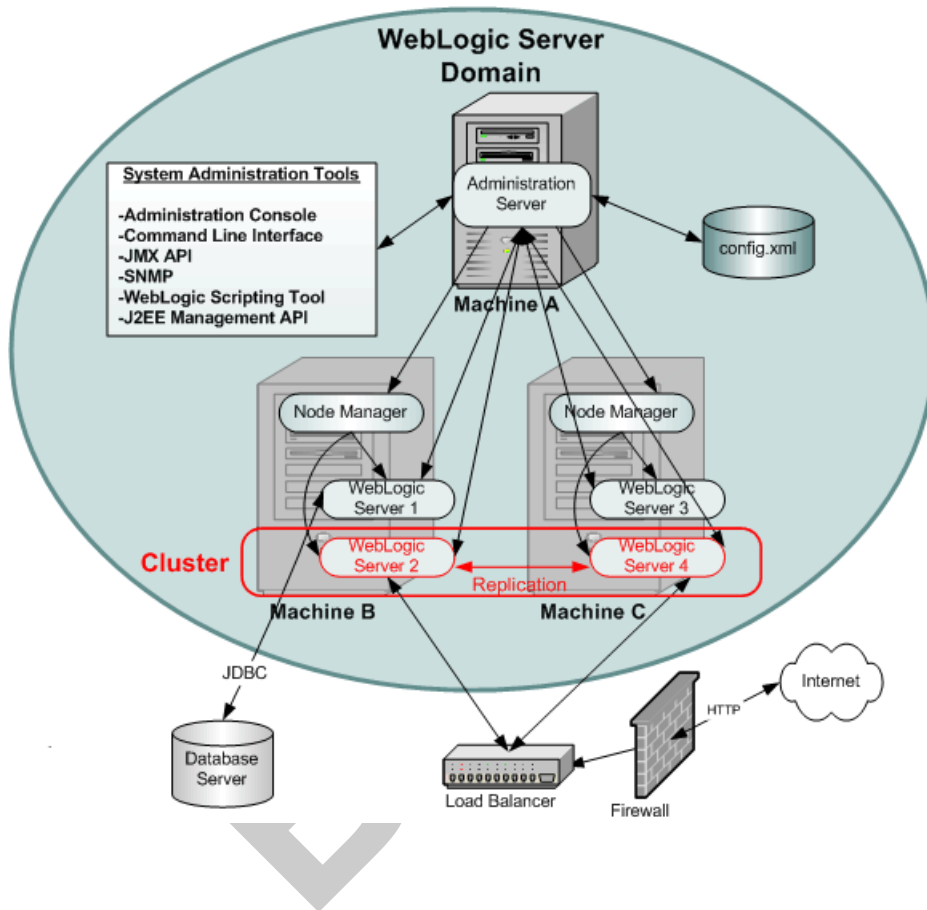 WebLogic Server
Domain
System Administration Tools
-Administration Console
-Command Line Interface
-JMX API
-SNMP
-WebLogic Scripting Tool
-J2EE Management API
Administration
Server
config.xml
Machine A
Node Manager
Node Manager
WebLogic
Server 1
WebLogic
Server 3
Cluster
WebLogic
Server 2
WebLogic
Server 4
Replication
Machine B
Machine C
JDBC
Internet
HTTP
Database
Server
Load Balancer
Firewall